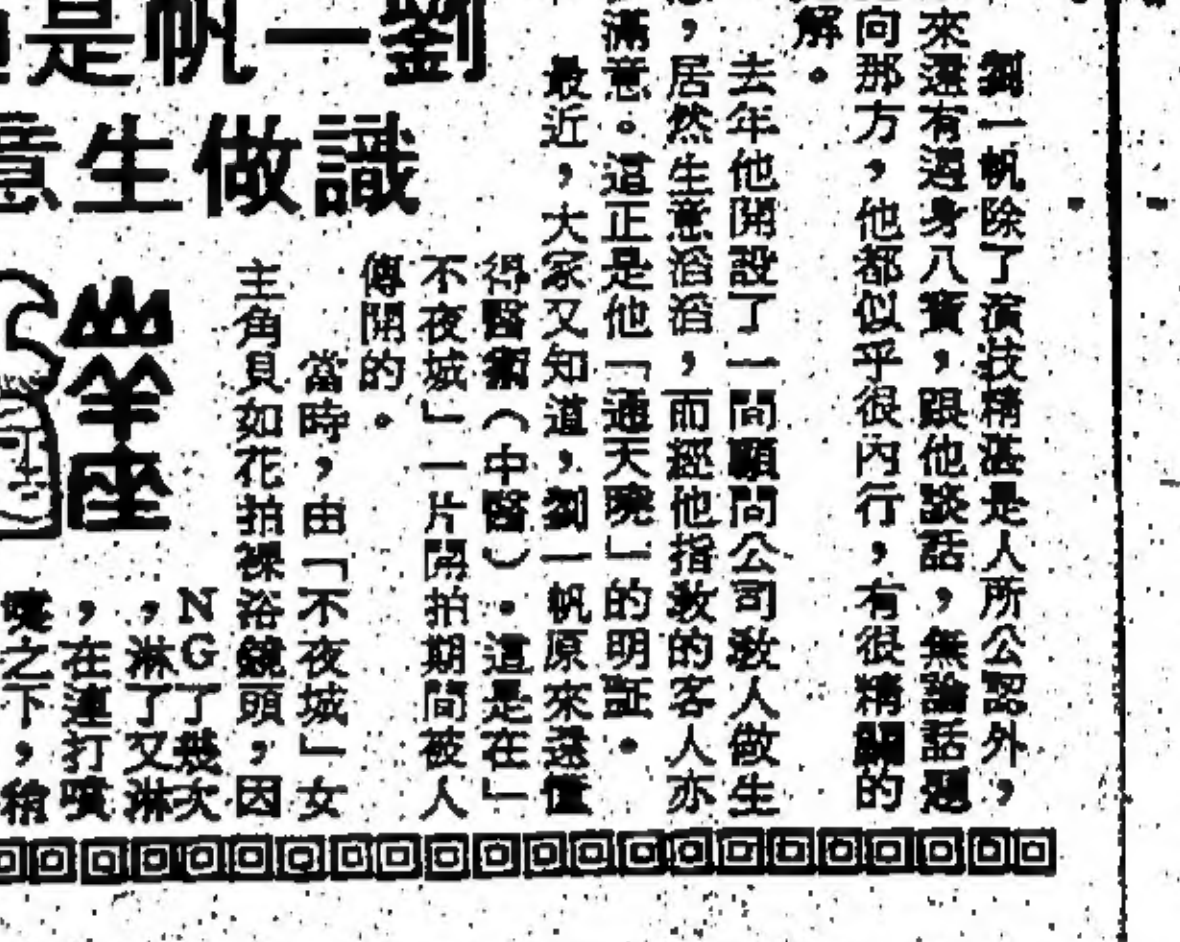 是帆一劉
意生做識
山羊座
劉一帆除了演技精湛是人所公認外，
來還有週身八寶，跟他談話，無論話題
向那方，他都似乎很內行，有很精闢的
解。
去年他開設了一間顧問公司敎人做生
，居然生意滔滔，而經他指敎的客人亦
滿意。這正是他「通天曉」的明証。
最近，大家又知道，劉一帆原來還懂
得醫術（中醫）。這是在」
不夜城」一片開拍期間被人
傳開的。
當時，由「不夜城」女
主角貝如花拍裸浴鏡頭，因
NG了幾次
，淋了又淋
，在連打噴
嚏之下，稍